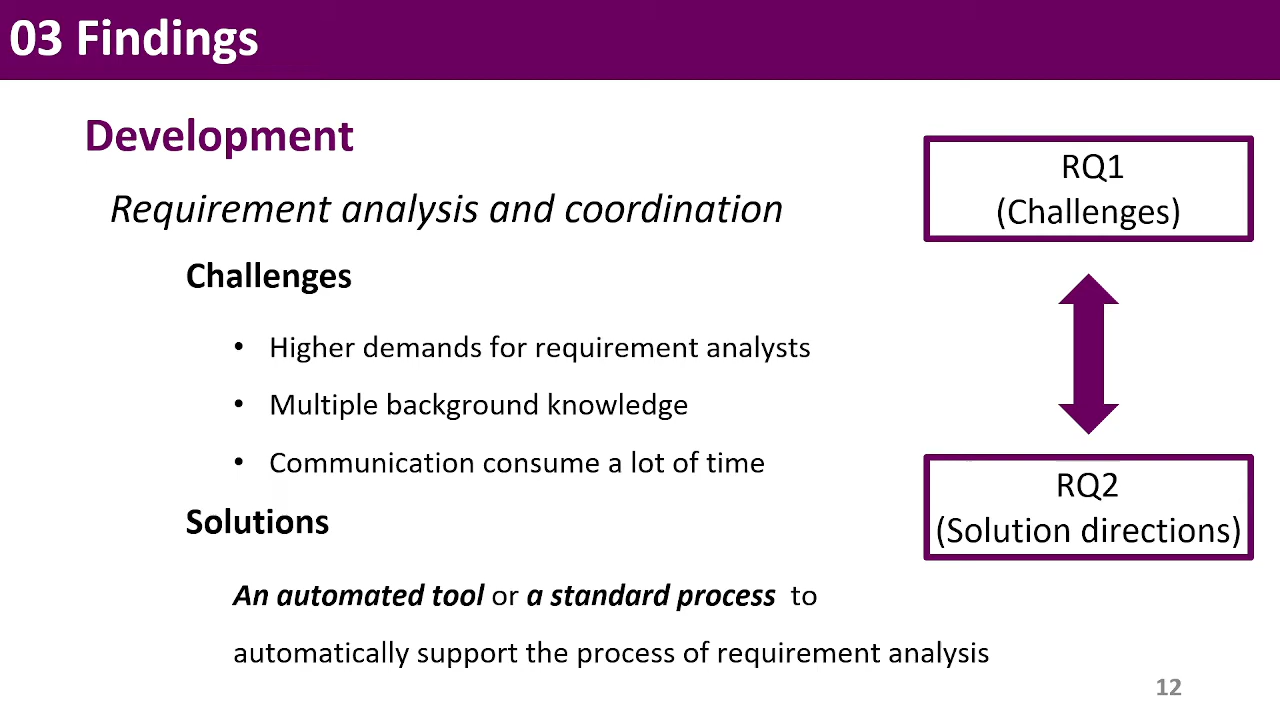 03 Findings
Development
Requirement analysis and coordination
Challenges
• Higher demands for requirement analysts
• Multiple background knowledge
• Communication consume a lot of time
Solutions
An automated tool or a standard process to
automatically support the process of requirement analysis
RQ1
(Challenges)
RQ2
(Solution directions)
12